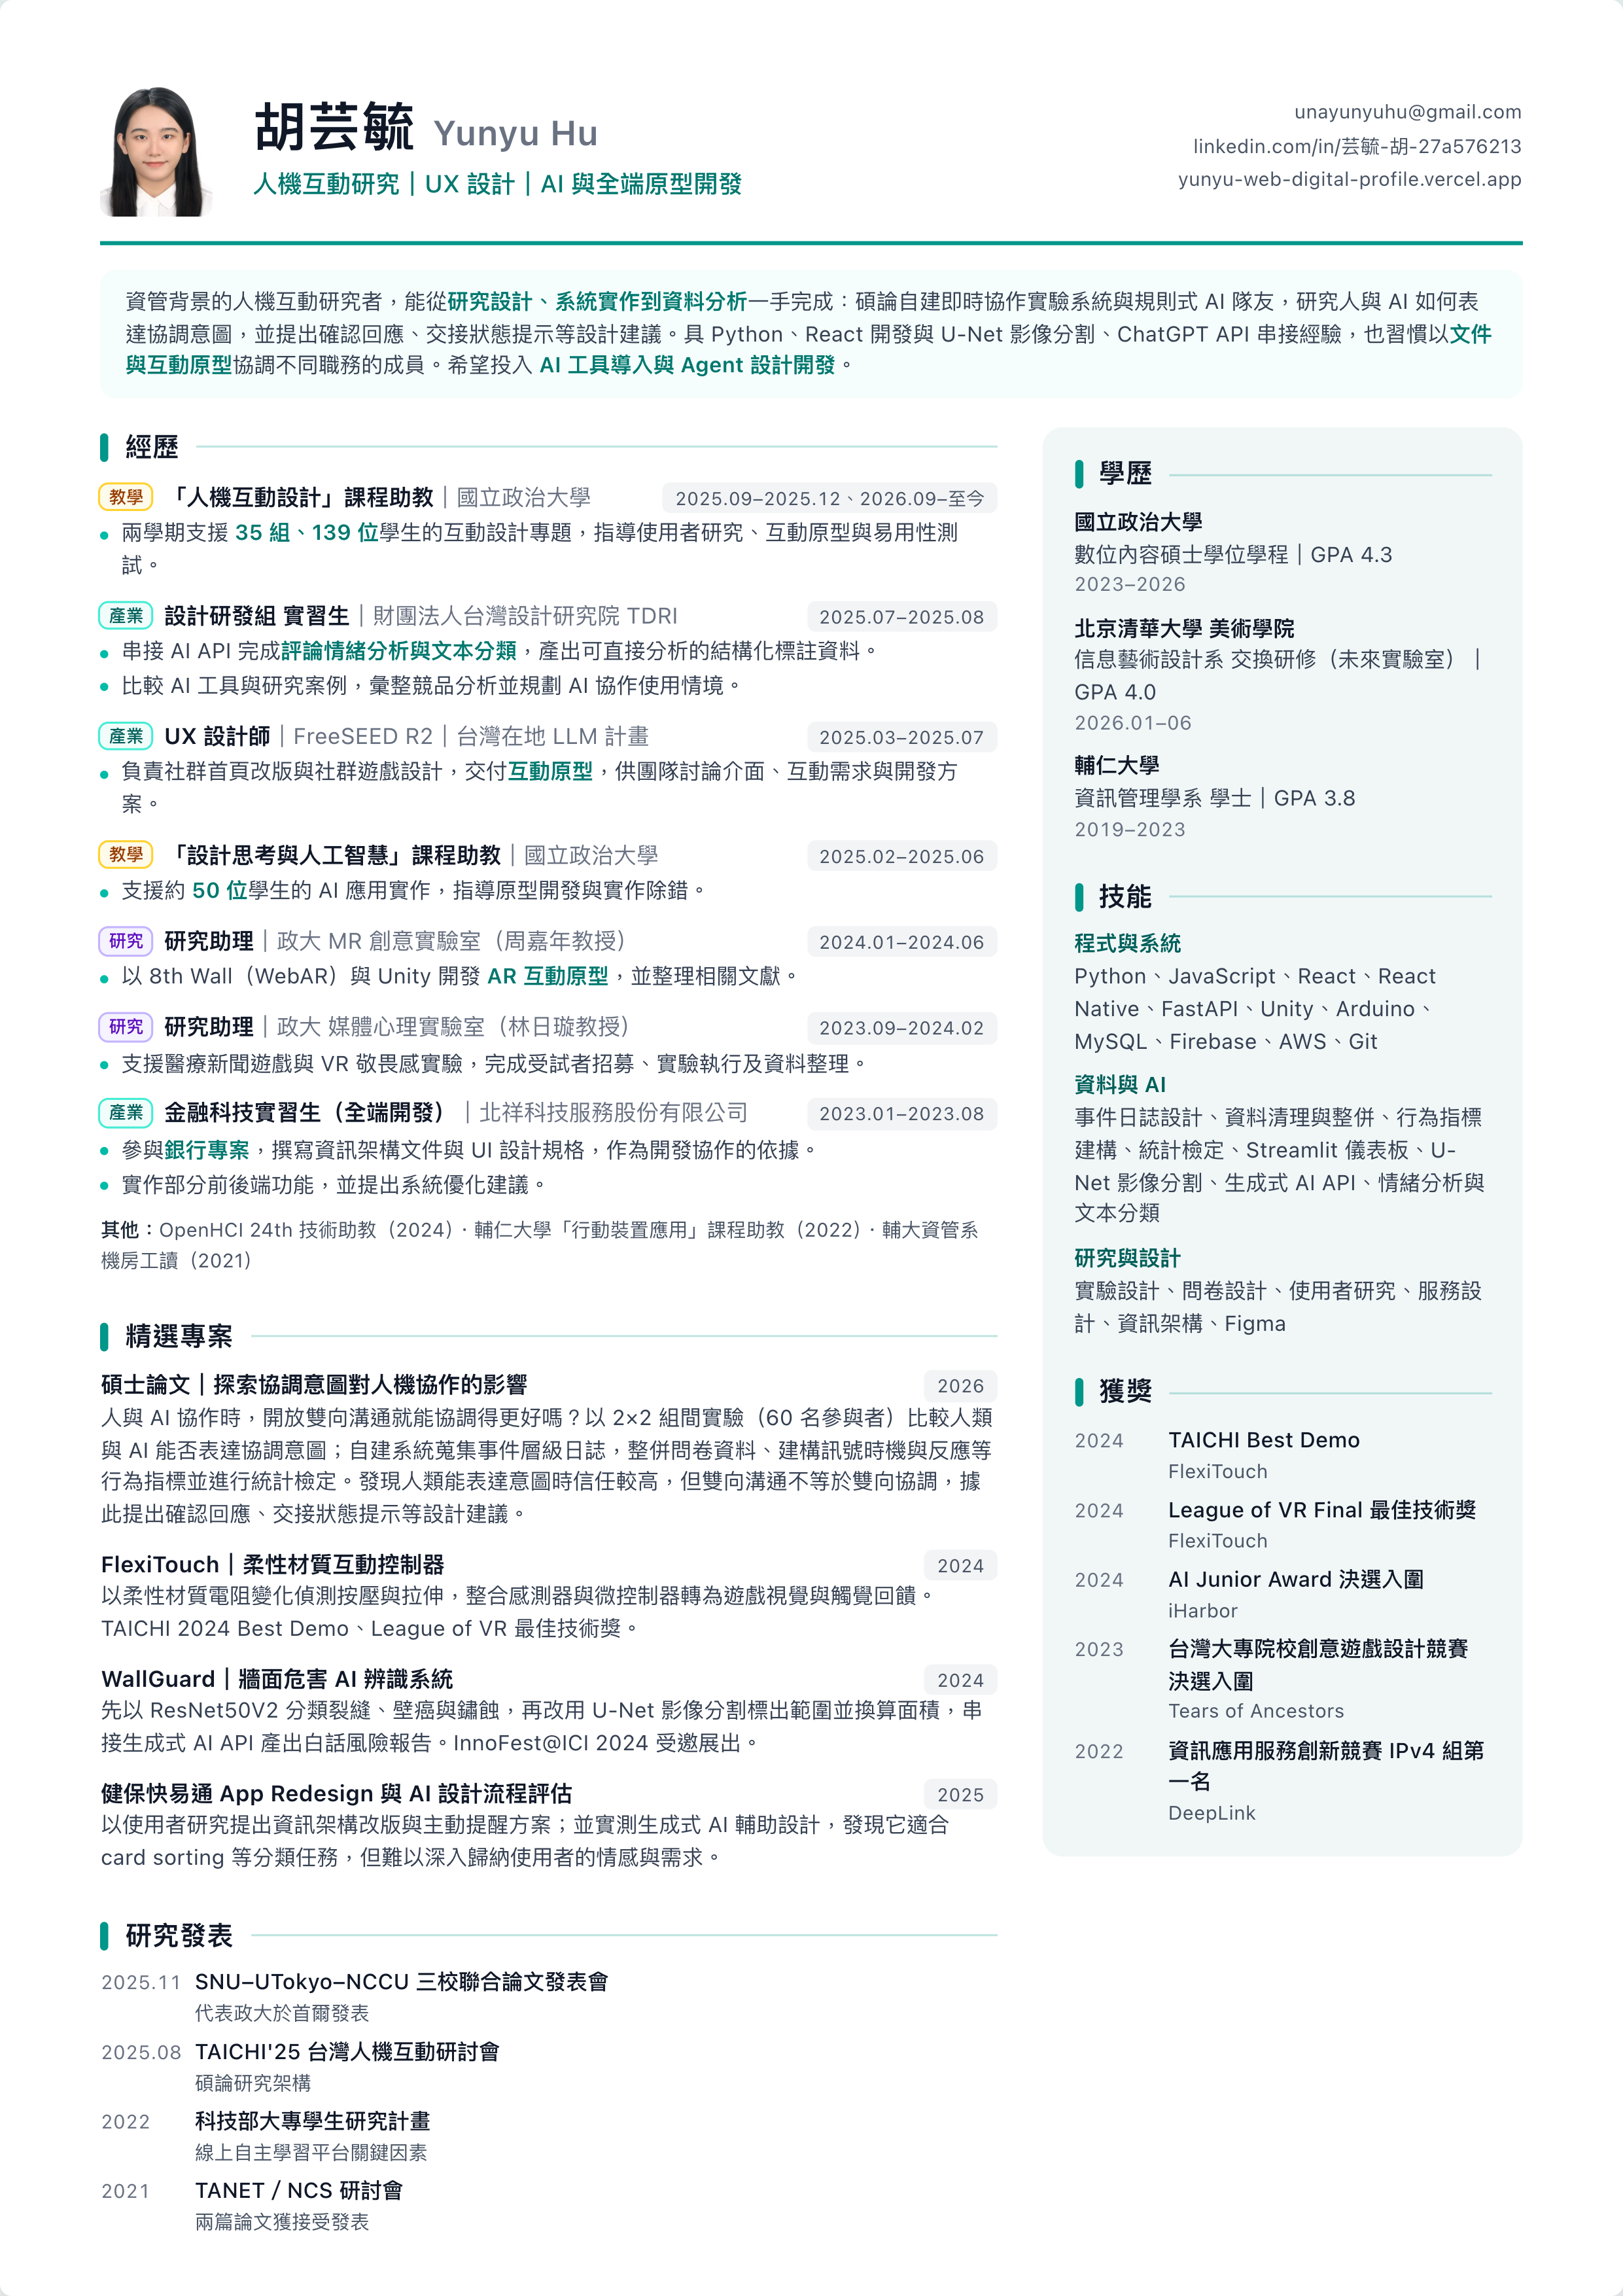 胡芸毓 Yunyu Hu
人機互動研究｜UX 設計｜AI 與全端原型開發
unayunyuhu@gmail.com
linkedin.com/in/芸毓-胡-27a576213
yunyu-web-digital-profile.vercel.app
資管背景的人機互動研究者，能從研究設計、系統實作到資料分析一手完成：碩論自建即時協作實驗系統與規則式 AI 隊友，研究人與 AI 如何表
達協調意圖，並提出確認回應、交接狀態提示等設計建議。具 Python、React 開發與 U-Net 影像分割、ChatGPT API 串接經驗，也習慣以文件
與互動原型協調不同職務的成員。希望投入 AI 工具導入與 Agent 設計開發。
經歷
教學 「人機互動設計」課程助教｜國立政治大學 2025.09–2025.12、2026.09–至今
兩學期支援 35 組、139 位學生的互動設計專題，指導使用者研究、互動原型與易用性測
試。
產業 設計研發組 實習生｜財團法人台灣設計研究院 TDRI 2025.07–2025.08
串接 AI API 完成評論情緒分析與文本分類，產出可直接分析的結構化標註資料。
比較 AI 工具與研究案例，彙整競品分析並規劃 AI 協作使用情境。
產業 UX 設計師｜FreeSEED R2｜台灣在地 LLM 計畫 2025.03–2025.07
負責社群首頁改版與社群遊戲設計，交付互動原型，供團隊討論介面、互動需求與開發方
案。
教學 「設計思考與人工智慧」課程助教｜國立政治大學 2025.02–2025.06
支援約 50 位學生的 AI 應用實作，指導原型開發與實作除錯。
研究 研究助理｜政大 MR 創意實驗室（周嘉年教授） 2024.01–2024.06
以 8th Wall（WebAR）與 Unity 開發 AR 互動原型，並整理相關文獻。
研究 研究助理｜政大 媒體心理實驗室（林日璇教授） 2023.09–2024.02
支援醫療新聞遊戲與 VR 敬畏感實驗，完成受試者招募、實驗執行及資料整理。
產業 金融科技實習生（全端開發）｜北祥科技服務股份有限公司 2023.01–2023.08
參與銀行專案，撰寫資訊架構文件與 UI 設計規格，作為開發協作的依據。
實作部分前後端功能，並提出系統優化建議。
其他：OpenHCI 24th 技術助教（2024）· 輔仁大學「行動裝置應用」課程助教（2022）· 輔大資管系
機房工讀（2021）
精選專案
碩士論文｜探索協調意圖對人機協作的影響 2026
人與 AI 協作時，開放雙向溝通就能協調得更好嗎？以 2×2 組間實驗（60 名參與者）比較人類
與 AI 能否表達協調意圖；自建系統蒐集事件層級日誌，整併問卷資料、建構訊號時機與反應等
行為指標並進行統計檢定。發現人類能表達意圖時信任較高，但雙向溝通不等於雙向協調，據
此提出確認回應、交接狀態提示等設計建議。
FlexiTouch｜柔性材質互動控制器 2024
以柔性材質電阻變化偵測按壓與拉伸，整合感測器與微控制器轉為遊戲視覺與觸覺回饋。
TAICHI 2024 Best Demo、League of VR 最佳技術獎。
WallGuard｜牆面危害 AI 辨識系統 2024
先以 ResNet50V2 分類裂縫、壁癌與鏽蝕，再改用 U-Net 影像分割標出範圍並換算面積，串
接生成式 AI API 產出白話風險報告。InnoFest@ICI 2024 受邀展出。
健保快易通 App Redesign 與 AI 設計流程評估 2025
以使用者研究提出資訊架構改版與主動提醒方案；並實測生成式 AI 輔助設計，發現它適合
card sorting 等分類任務，但難以深入歸納使用者的情感與需求。
研究發表
2025.11 SNU–UTokyo–NCCU 三校聯合論文發表會
代表政大於首爾發表
2025.08 TAICHI'25 台灣人機互動研討會
碩論研究架構
2022 科技部大專學生研究計畫
線上自主學習平台關鍵因素
2021 TANET / NCS 研討會
兩篇論文獲接受發表
學歷
國立政治大學
數位內容碩士學位學程｜GPA 4.3
2023–2026
北京清華大學 美術學院
信息藝術設計系 交換研修（未來實驗室）｜
GPA 4.0
2026.01–06
輔仁大學
資訊管理學系 學士｜GPA 3.8
2019–2023
技能
程式與系統
Python、JavaScript、React、React
Native、FastAPI、Unity、Arduino、
MySQL、Firebase、AWS、Git
資料與 AI
事件日誌設計、資料清理與整併、行為指標
建構、統計檢定、Streamlit 儀表板、U-
Net 影像分割、生成式 AI API、情緒分析與
文本分類
研究與設計
實驗設計、問卷設計、使用者研究、服務設
計、資訊架構、Figma
獲獎
2024 TAICHI Best Demo
FlexiTouch
2024 League of VR Final 最佳技術獎
FlexiTouch
2024 AI Junior Award 決選入圍
iHarbor
2023 台灣大專院校創意遊戲設計競賽
決選入圍
Tears of Ancestors
2022 資訊應用服務創新競賽 IPv4 組第
一名
DeepLink